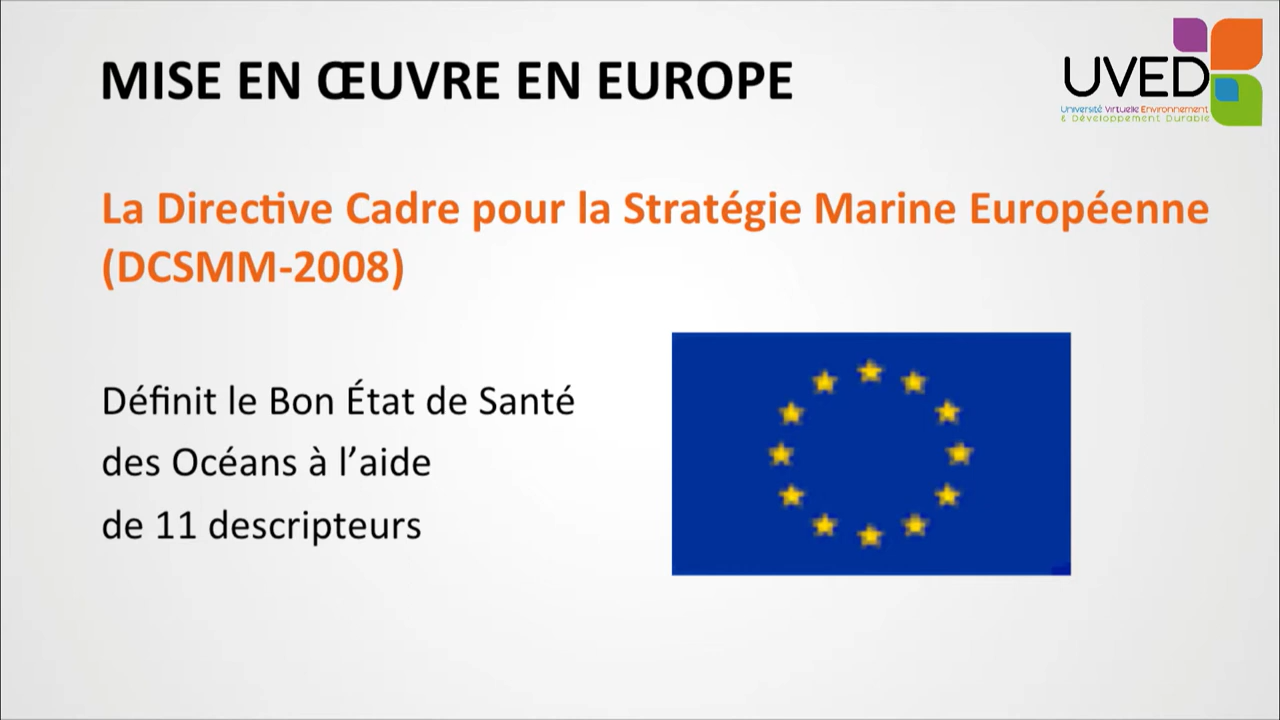 MISE EN ŒUVRE EN EUROPE
UVED
Université Virtuelle Environnement
& Développement Durable
La Directive Cadre pour la Stratégie Marine Européenne
(DCSMM-2008)
Définit le Bon État de Santé
des Océans à l’aide
de 11 descripteurs